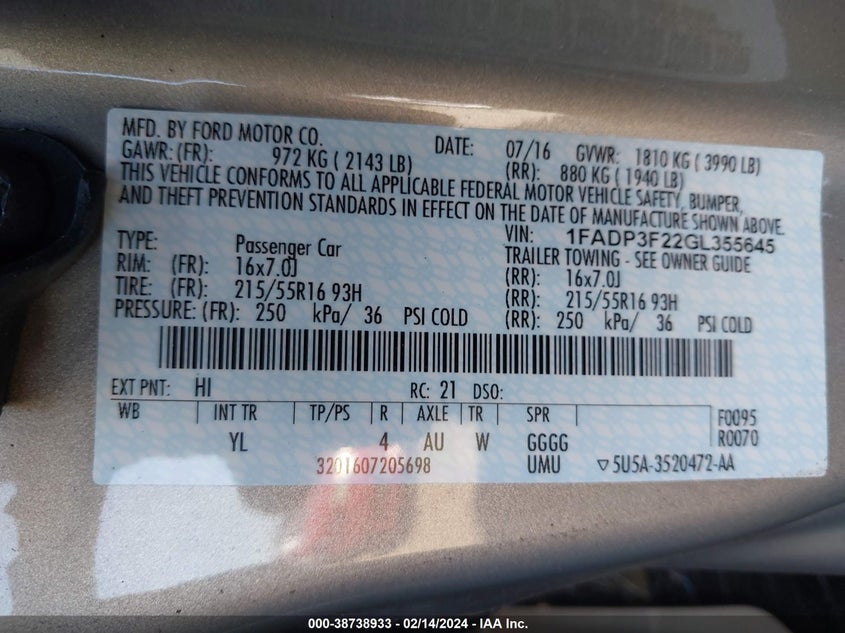 MFD. BY FORD MOTOR CO. DATE: 07/16 GVWR: 1810 KG ( 3990 LB)
GAWR: (FR): 972 KG ( 2143 LB) (RR): 880 KG ( 1940 LB)
THIS VEHICLE CONFORMS TO ALL APPLICABLE FEDERAL MOTOR VEHICLE SAFETY, BUMPER,
AND THEFT PREVENTION STANDARDS IN EFFECT ON THE DATE OF MANUFACTURE SHOWN ABOVE.
VIN: 1FADP3F22GL355645
TYPE: Passenger Car TRAILER TOWING - SEE OWNER GUIDE
RIM: (FR): 16x7.0J (RR): 16x7.0J
TIRE: (FR): 215/55R16 93H (RR): 215/55R16 93H
PRESSURE: (FR): 250 kPa/ 36 PSI COLD (RR): 250 kPa/ 36 PSI COLD
EXT PNT: HI RC: 21 DSO:
WB INT TR TP/PS R AXLE TR SPR F0095
YL 4 AU W GGGG R0070
3201607205698 UMU ▽5U5A-3520472-AA
000-38738933 - 02/14/2024 - IAA Inc.